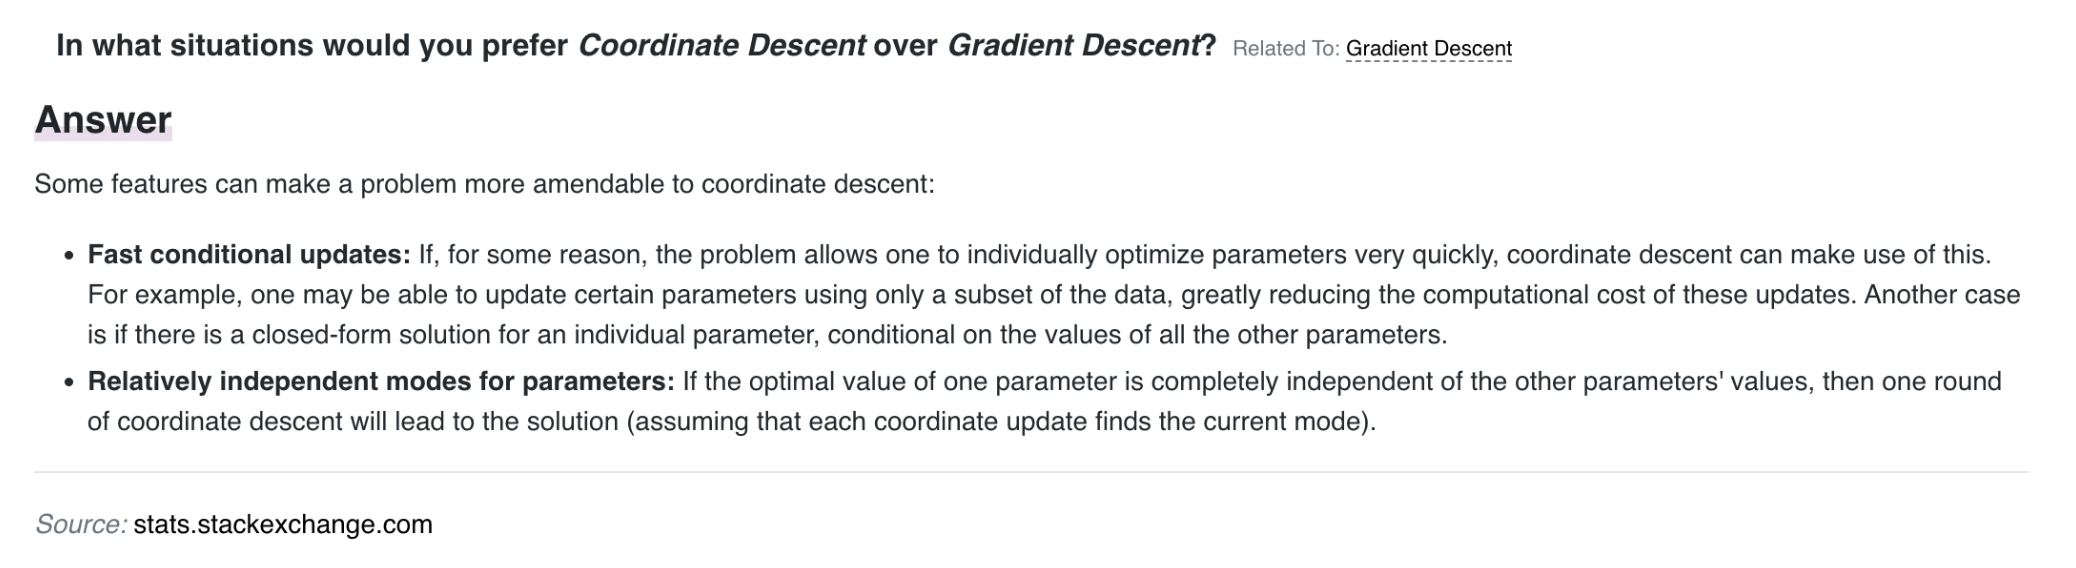 In what situations would you prefer Coordinate Descent over Gradient Descent? Related To: Gradient Descent
Answer
Some features can make a problem more amendable to coordinate descent:
• Fast conditional updates: If, for some reason, the problem allows one to individually optimize parameters very quickly, coordinate descent can make use of this.
For example, one may be able to update certain parameters using only a subset of the data, greatly reducing the computational cost of these updates. Another case
is if there is a closed-form solution for an individual parameter, conditional on the values of all the other parameters.
• Relatively independent modes for parameters: If the optimal value of one parameter is completely independent of the other parameters' values, then one round
of coordinate descent will lead to the solution (assuming that each coordinate update finds the current mode).
Source: stats.stackexchange.com